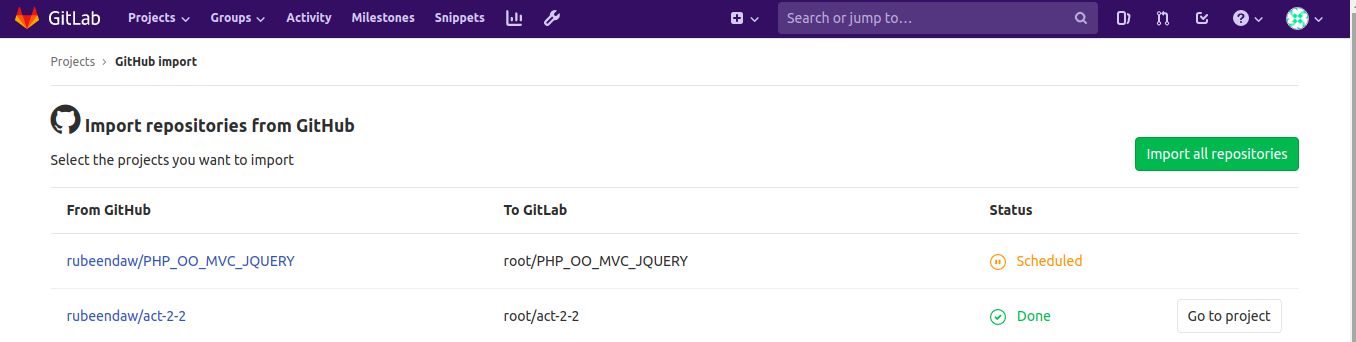 GitLab Projects Groups Activity Milestones Snippets Search or jump to...
Projects > GitHub import
Import repositories from GitHub
Select the projects you want to import
Import all repositories
From GitHub To GitLab Status
rubeendaw/PHP_OO_MVC_JQUERY root/PHP_OO_MVC_JQUERY Scheduled
rubeendaw/act-2-2 root/act-2-2 Done Go to project